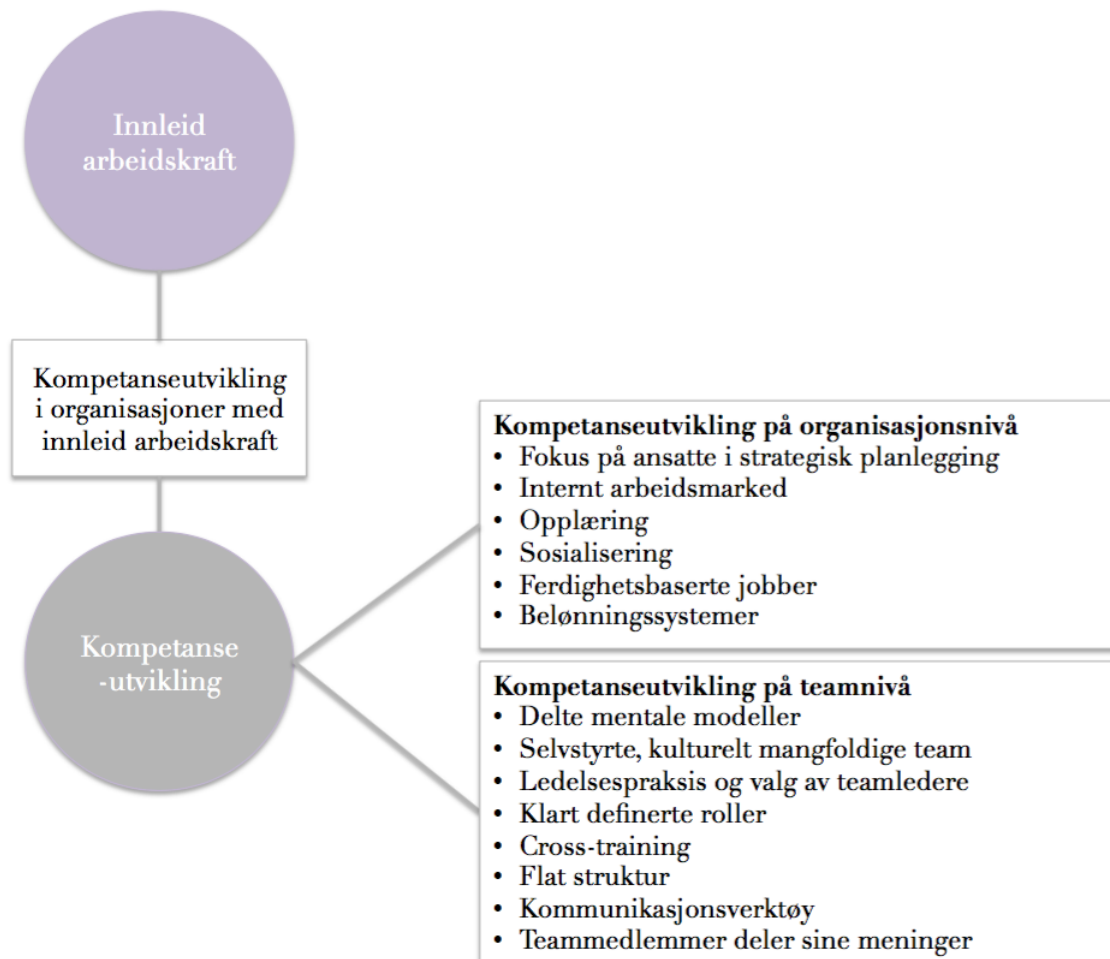 Innleid
arbeidskraft
Kompetanseutvikling
i organisasjoner med
innleid arbeidskraft
Kompetanse
-utvikling
Kompetanseutvikling på organisasjonsnivå
• Fokus på ansatte i strategisk planlegging
• Internt arbeidsmarked
• Opplæring
• Sosialisering
• Ferdighetsbaserte jobber
• Belønningssystemer
Kompetanseutvikling på teamnivå
• Delte mentale modeller
• Selvstyrte, kulturelt mangfoldige team
• Ledelsespraksis og valg av teamledere
• Klart definerte roller
• Cross-training
• Flat struktur
• Kommunikasjonsverktøy
• Teammedlemmer deler sine meninger